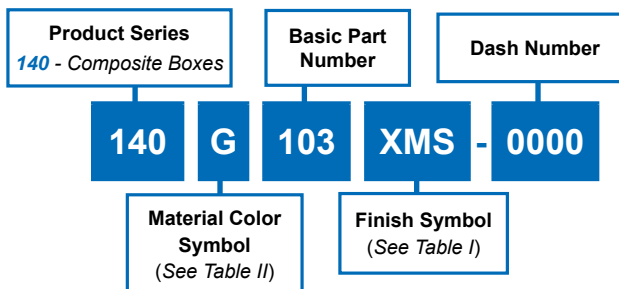 Product Series
140 - Composite Boxes
Basic Part
Number
Dash Number
140 G 103 XMS - 0000
Material Color
Symbol
(See Table II)
Finish Symbol
(See Table I)